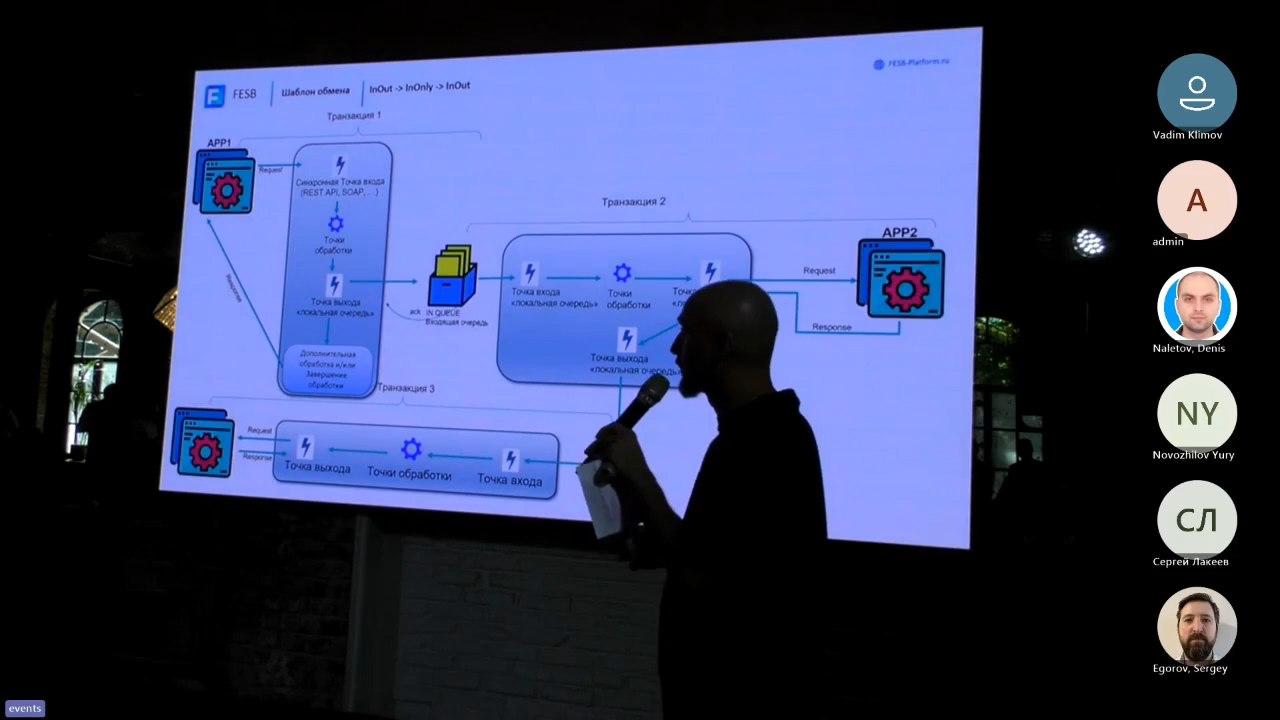 FESB
Шаблон обмена
InOut -> InOnly -> InOut
FESB-Platform.ru
Транзакция 1
APP1
Request
Синхронная Точка входа
(REST API, SOAP, ...)
Точки
обработки
Точка выхода
«локальная очередь»
Дополнительная
обработка и/или
Завершение
обработки
Response
ack
IN QUEUE
Входящая очередь
Транзакция 2
Точка входа
«локальная очередь»
Точки
обработки
Точка выхода
«локальная очередь»
APP2
Request
Response
Транзакция 3
Request
Response
Точка выхода
Точки обработки
Точка входа
Vadim Klimov
A
admin
Naletov, Denis
NY
Novozhilov Yury
СЛ
Сергей Лакеев
Egorov, Sergey
events